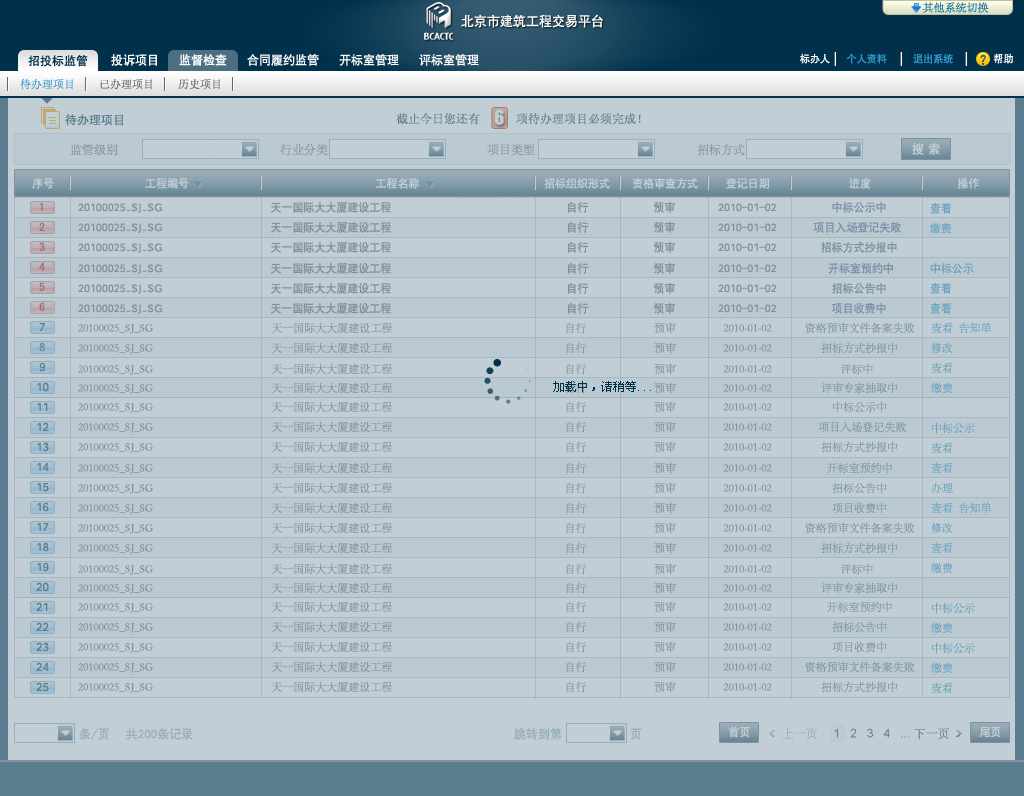 其他系统切换
BCACTC 北京市建筑工程交易平台
招投标监管 投诉项目 监督检查 合同履约监管 开标室管理 评标室管理 标办人 个人资料 退出系统 ? 帮助
待办理项目 已办理项目 历史项目
待办理项目 截止今日您还有 6 项待办理项目必须完成!
监管级别 行业分类 项目类型 招标方式 搜 索
序号 工程编号 工程名称 招标组织形式 资格审查方式 登记日期 进度 操作
1 20100025_SJ_SG 天一国际大大厦建设工程 自行 预审 2010-01-02 中标公示中 查看
2 20100025_SJ_SG 天一国际大大厦建设工程 自行 预审 2010-01-02 项目入场登记失败 缴费
3 20100025_SJ_SG 天一国际大大厦建设工程 自行 预审 2010-01-02 招标方式抄报中
4 20100025_SJ_SG 天一国际大大厦建设工程 自行 预审 2010-01-02 开标室预约中 中标公示
5 20100025_SJ_SG 天一国际大大厦建设工程 自行 预审 2010-01-02 招标公告中 查看
6 20100025_SJ_SG 天一国际大大厦建设工程 自行 预审 2010-01-02 项目收费中 查看
7 20100025_SJ_SG 天一国际大大厦建设工程 自行 预审 2010-01-02 资格预审文件备案失败 查看 告知单
8 20100025_SJ_SG 天一国际大大厦建设工程 自行 预审 2010-01-02 招标方式抄报中 修改
9 20100025_SJ_SG 天一国际大大厦建设工程 自行 预审 2010-01-02 评标中 查看
10 20100025_SJ_SG 天一国际大大厦建设工程 自行 预审 2010-01-02 评审专家抽取中 缴费
加载中，请稍等...
11 20100025_SJ_SG 天一国际大大厦建设工程 自行 预审 2010-01-02 中标公示中
12 20100025_SJ_SG 天一国际大大厦建设工程 自行 预审 2010-01-02 项目入场登记失败 中标公示
13 20100025_SJ_SG 天一国际大大厦建设工程 自行 预审 2010-01-02 招标方式抄报中 查看
14 20100025_SJ_SG 天一国际大大厦建设工程 自行 预审 2010-01-02 开标室预约中 查看
15 20100025_SJ_SG 天一国际大大厦建设工程 自行 预审 2010-01-02 招标公告中 办理
16 20100025_SJ_SG 天一国际大大厦建设工程 自行 预审 2010-01-02 项目收费中 查看 告知单
17 20100025_SJ_SG 天一国际大大厦建设工程 自行 预审 2010-01-02 资格预审文件备案失败 修改
18 20100025_SJ_SG 天一国际大大厦建设工程 自行 预审 2010-01-02 招标方式抄报中 查看
19 20100025_SJ_SG 天一国际大大厦建设工程 自行 预审 2010-01-02 评标中 缴费
20 20100025_SJ_SG 天一国际大大厦建设工程 自行 预审 2010-01-02 评审专家抽取中
21 20100025_SJ_SG 天一国际大大厦建设工程 自行 预审 2010-01-02 开标室预约中 中标公示
22 20100025_SJ_SG 天一国际大大厦建设工程 自行 预审 2010-01-02 招标公告中 缴费
23 20100025_SJ_SG 天一国际大大厦建设工程 自行 预审 2010-01-02 项目收费中 中标公示
24 20100025_SJ_SG 天一国际大大厦建设工程 自行 预审 2010-01-02 资格预审文件备案失败 缴费
25 20100025_SJ_SG 天一国际大大厦建设工程 自行 预审 2010-01-02 招标方式抄报中 查看
条/页 共200条记录 跳转到第 页 首页 < 上一页 1 2 3 4 ... 下一页 > 尾页